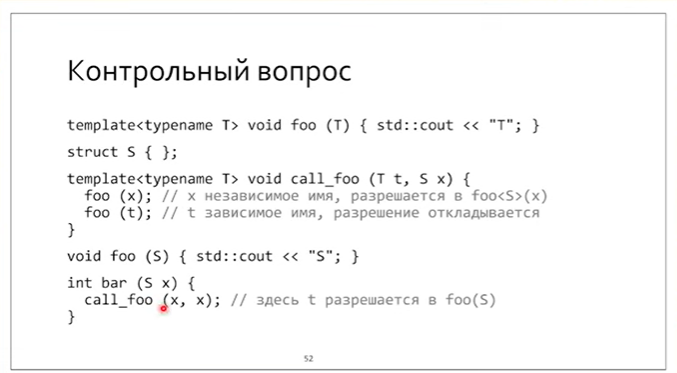 Контрольный вопрос
template<typename T> void foo (T) { std::cout << "T"; }
struct S { };
template<typename T> void call_foo (T t, S x) {
foo (x); // x независимое имя, разрешается в foo<S>(x)
foo (t); // t зависимое имя, разрешение откладывается
}
void foo (S) { std::cout << "S"; }
int bar (S x) {
call_foo (x, x); // здесь t разрешается в foo(S)
}
52